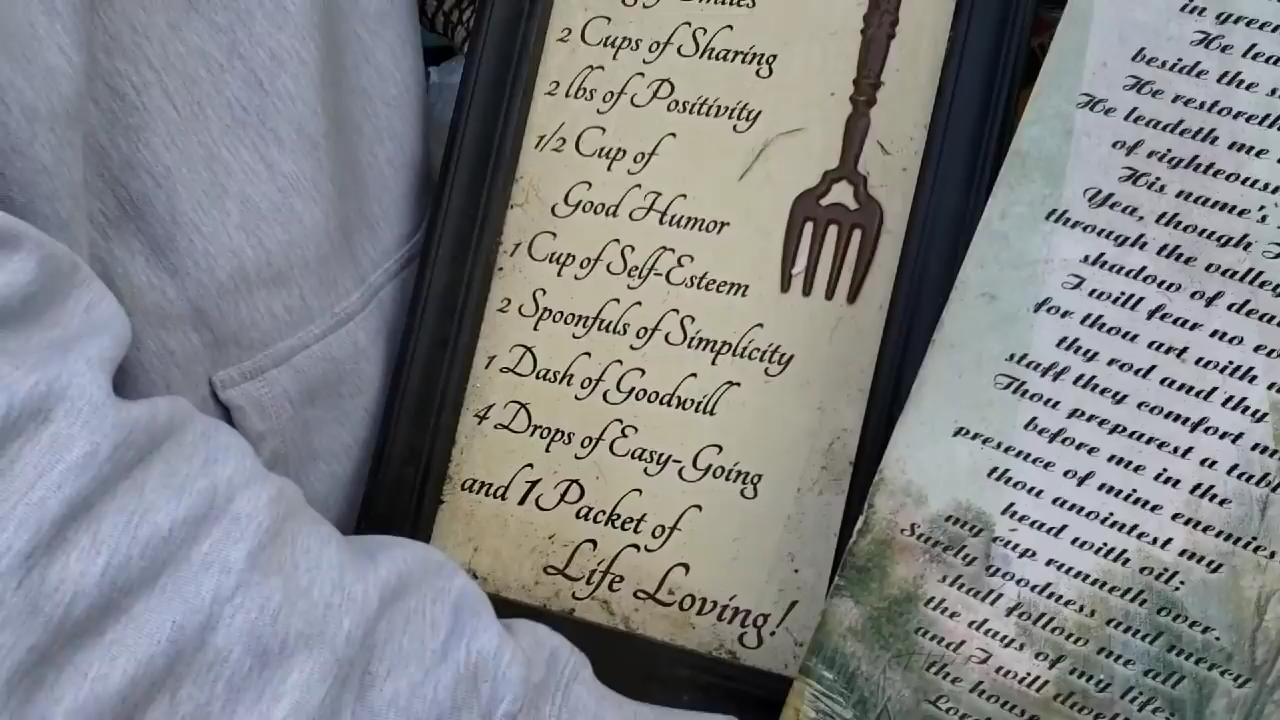 2 Cups of Sharing
2 lbs of Positivity
1/2 Cup of
Good Humor
1 Cup of Self-Esteem
2 Spoonfuls of Simplicity
1 Dash of Goodwill
4 Drops of Easy-Going
and 1 Packet of
Life Loving!
in
He
beside the
He restoreth
He leadeth me
of
His name's
Yea, though I
through the valley
shadow of
I will fear no
for thou art with
thy rod and thy
staff they comfort
Thou preparest a
before me in the
presence of mine enemies
thou anointest my
head with oil;
my cup runneth over.
Surely goodness and mercy
shall follow me all
the days of my life:
and I will
the house